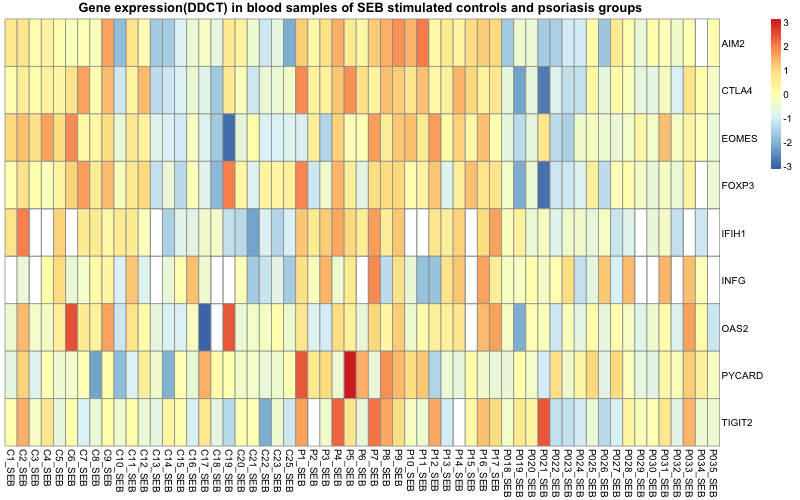 Gene expression(DDCT) in blood samples of SEB stimulated controls and psoriasis groups
3
2
1
0
-1
-2
-3
AIM2
CTLA4
EOMES
FOXP3
IFIH1
INFG
OAS2
PYCARD
TIGIT2
C1_SEB
C2_SEB
C3_SEB
C4_SEB
C5_SEB
C6_SEB
C7_SEB
C8_SEB
C9_SEB
C10_SEB
C11_SEB
C12_SEB
C13_SEB
C14_SEB
C15_SEB
C16_SEB
C17_SEB
C18_SEB
C19_SEB
C20_SEB
C21_SEB
C22_SEB
C23_SEB
C25_SEB
P1_SEB
P2_SEB
P3_SEB
P4_SEB
P5_SEB
P6_SEB
P7_SEB
P8_SEB
P9_SEB
P10_SEB
P11_SEB
P12_SEB
P13_SEB
P14_SEB
P15_SEB
P16_SEB
P17_SEB
P018_SEB
P019_SEB
P020_SEB
P021_SEB
P022_SEB
P023_SEB
P024_SEB
P025_SEB
P026_SEB
P027_SEB
P028_SEB
P029_SEB
P030_SEB
P031_SEB
P032_SEB
P033_SEB
P034_SEB
P035_SEB